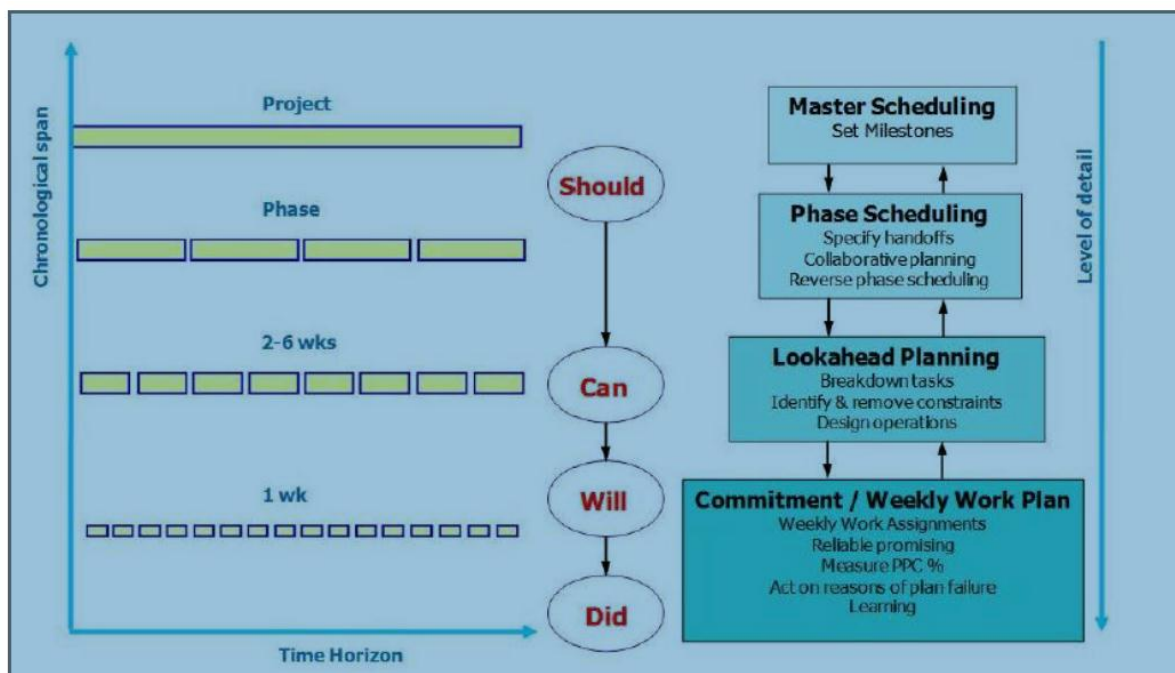 Chronological span
Project
Phase
2-6 wks
1 wk
Time Horizon
Should
Can
Will
Did
Master Scheduling
Set Milestones
Phase Scheduling
Specify handoffs
Collaborative planning
Reverse phase scheduling
Lookahead Planning
Breakdown tasks
Identify & remove constraints
Design operations
Commitment / Weekly Work Plan
Weekly Work Assignments
Reliable promising
Measure PPC %
Act on reasons of plan failure
Learning
Level of detail